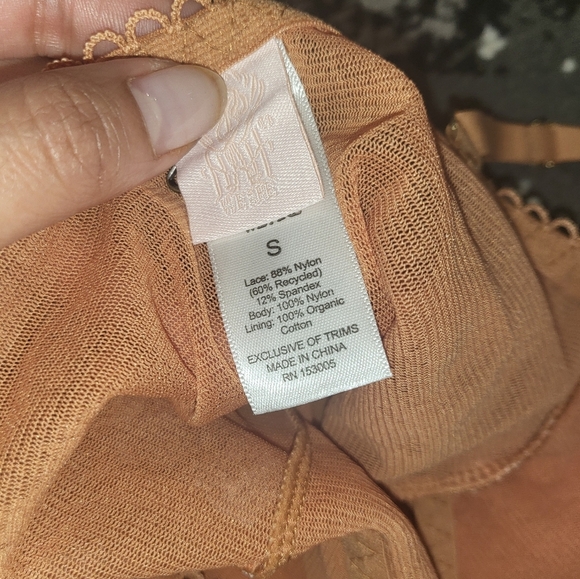 S
Lace: 88% Nylon
(60% Recycled)
12% Spandex
Body: 100% Nylon
Lining: 100% Organic
Cotton
EXCLUSIVE OF TRIMS
MADE IN CHINA
RN 153005